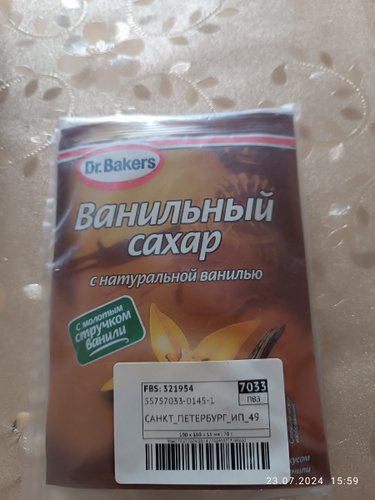 Dr. Bakers
Ванильный
сахар
с натуральной ванилью
с молотым
стручком
ванили
FBS: 321954
7033
35757033-0145-1
ПВЗ
САНКТ_ПЕТЕРБУРГ_ИП_49
23.07.2024 15:59